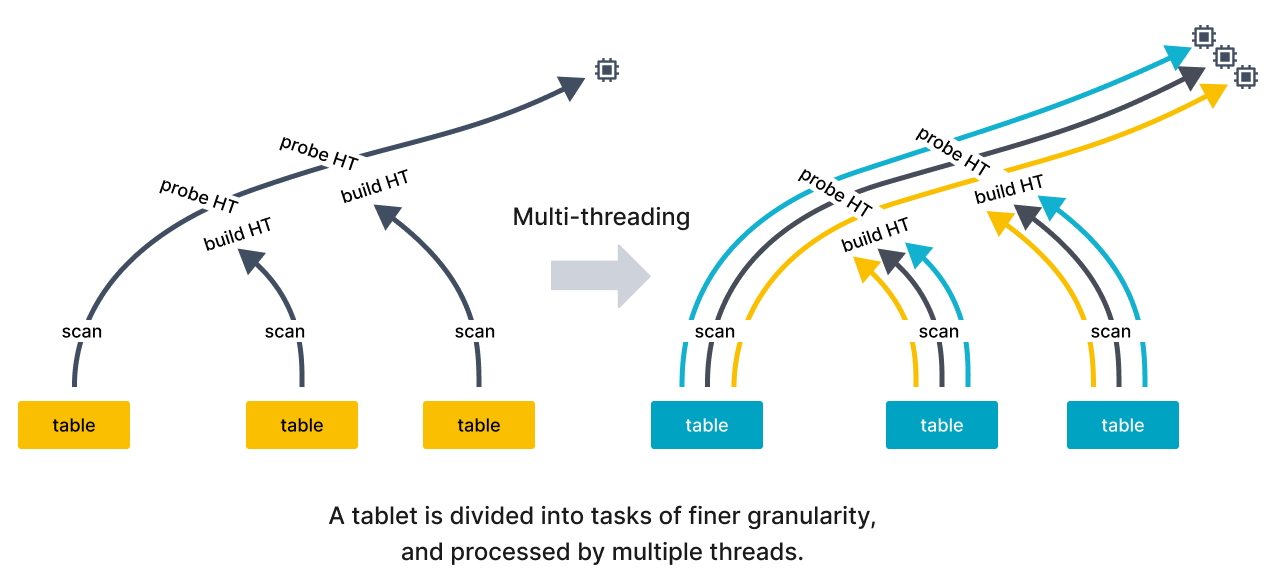 probe HT
probe HT
build HT
build HT
scan
scan
scan
table
table
table
Multi-threading
probe HT
probe HT
build HT
build HT
scan
scan
scan
table
table
table
A tablet is divided into tasks of finer granularity,
and processed by multiple threads.